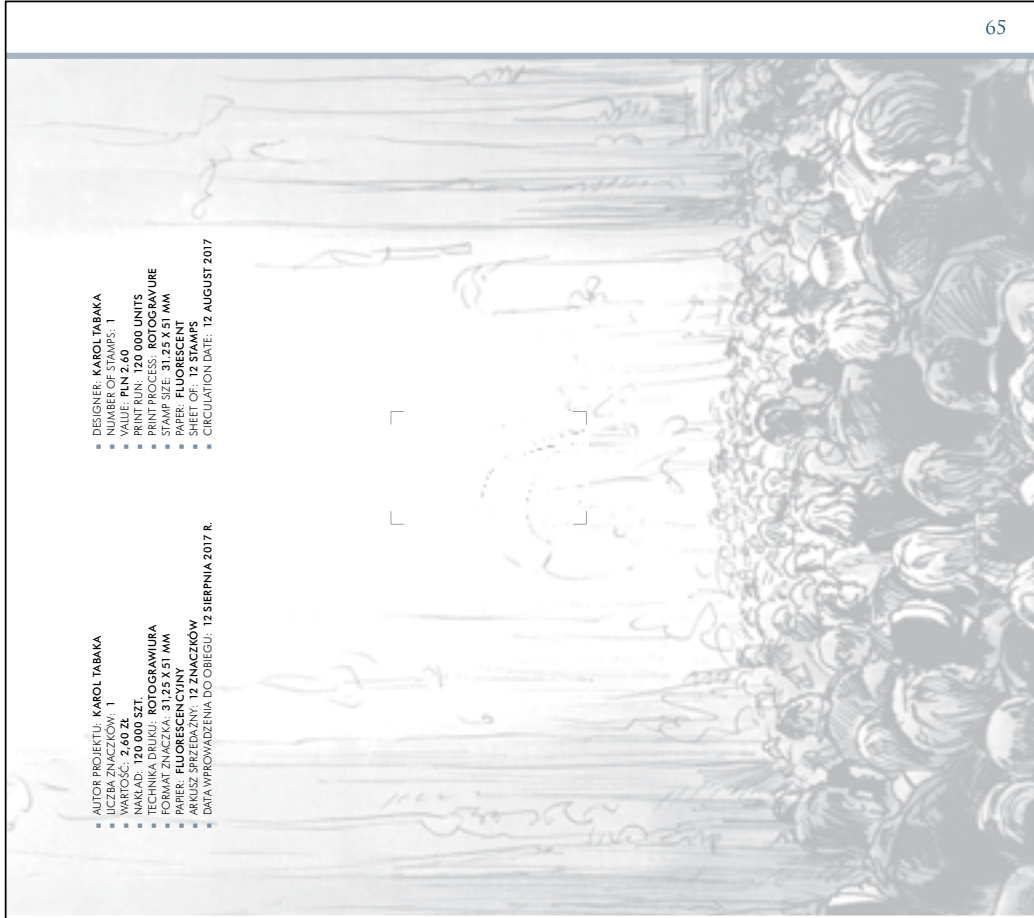 65
AUTOR PROJEKTU: KAROL TABAKA
LICZBA ZNACZKÓW: 1
WARTOŚĆ: 2,60 ZŁ
NAKŁAD: 120 000 SZT.
TECHNIKA DRUKU: ROTOGRAWIURA
FORMAT ZNACZKA: 31,25 X 51 MM
PAPIER: FLUORESCENCYJNY
ARKUSZ SPRZEDAŻNY: 12 ZNACZKÓW
DATA WPROWADZENIA DO OBIEGU: 12 SIERPNIA 2017 R.
DESIGNER: KAROL TABAKA
NUMBER OF STAMPS: 1
VALUE: PLN 2.60
PRINT RUN: 120 000 UNITS
PRINT PROCESS: ROTOGRAVURE
STAMP SIZE: 31.25 X 51 MM
PAPER: FLUORESCENT
SHEET OF: 12 STAMPS
CIRCULATION DATE: 12 AUGUST 2017